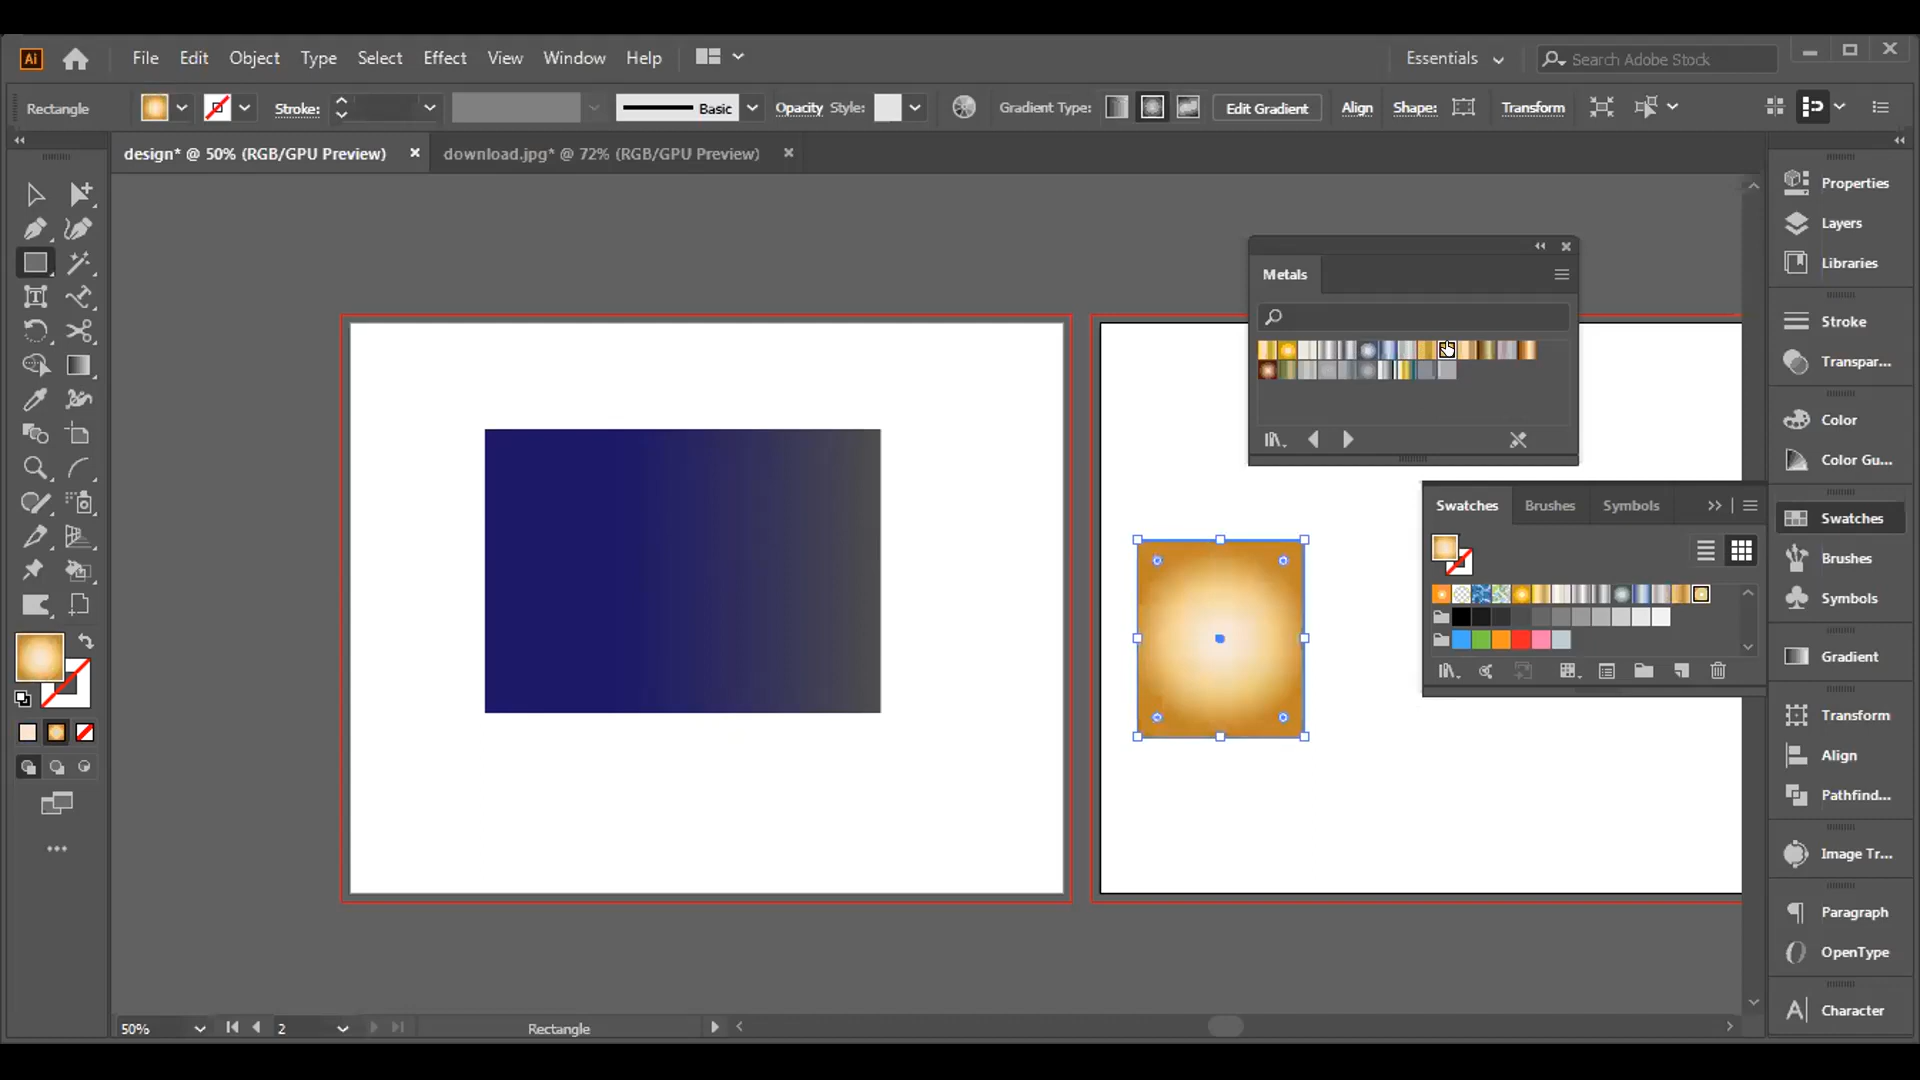 Ai File Edit Object Type Select Effect View Window Help Essentials Search Adobe Stock
Rectangle Stroke: Basic Opacity Style: Gradient Type: Edit Gradient Align Shape: Transform
design* @ 50% (RGB/GPU Preview) download.jpg* @ 72% (RGB/GPU Preview)
Properties
Layers
Libraries
Metals
Stroke
Transpar...
Color
Color Gu...
Swatches Brushes Symbols
Swatches
Brushes
Symbols
Gradient
Transform
Align
Pathfind...
Image Tr...
Paragraph
OpenType
Character
50% 2 Rectangle